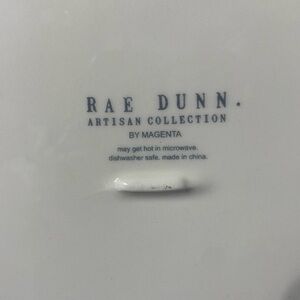 RAE DUNN.
ARTISAN COLLECTION
BY MAGENTA
may get hot in microwave.
dishwasher safe. made in china.